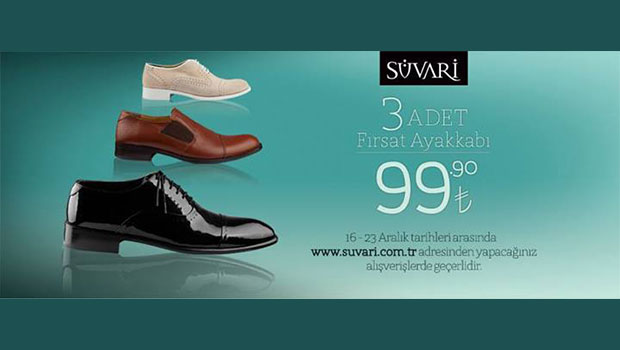 SÜVARİ
3 ADET
Fırsat Ayakkabı
99.90 ₺
16 - 23 Aralık tarihleri arasında
www.suvari.com.tr adresinden yapacağınız
alışverişlerde geçerlidir.